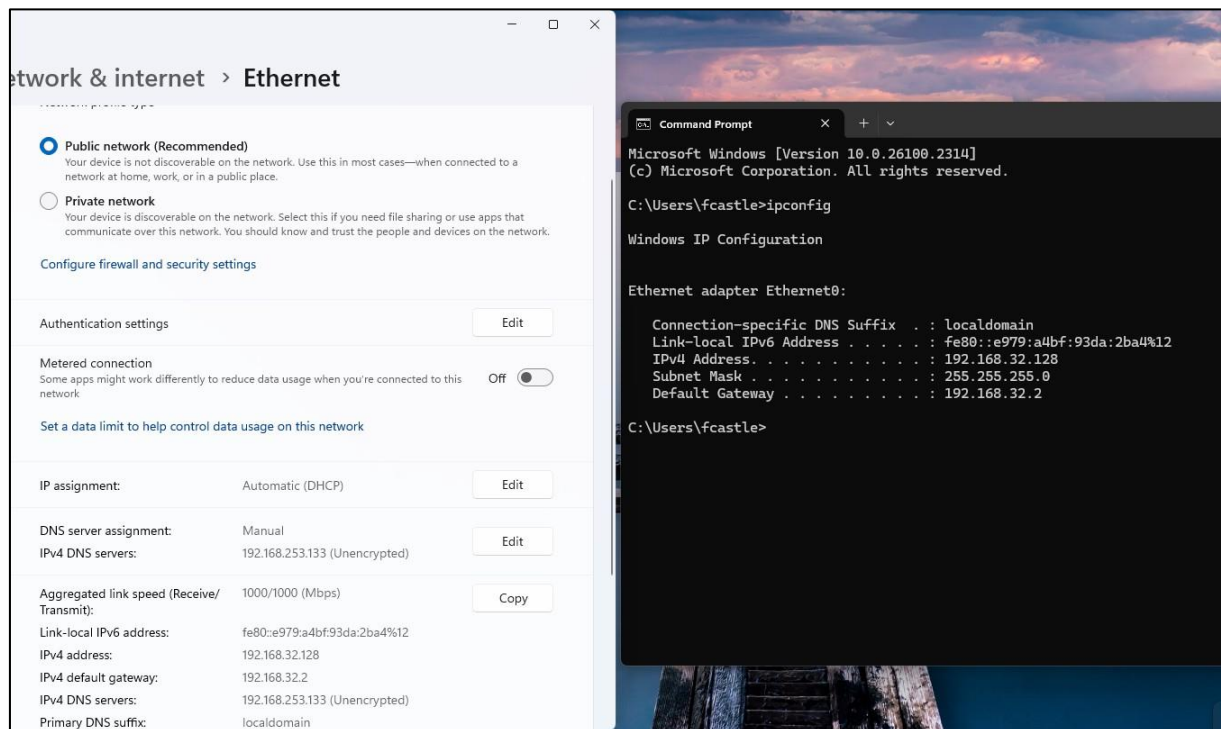 etwork & internet > Ethernet
Network profile type
Public network (Recommended)
Your device is not discoverable on the network. Use this in most cases—when connected to a
network at home, work, or in a public place.
Private network
Your device is discoverable on the network. Select this if you need file sharing or use apps that
communicate over this network. You should know and trust the people and devices on the network.
Configure firewall and security settings
Authentication settings
Edit
Metered connection
Some apps might work differently to reduce data usage when you're connected to this
network
Off
Set a data limit to help control data usage on this network
IP assignment:
Automatic (DHCP)
Edit
DNS server assignment:
Manual
IPv4 DNS servers:
192.168.253.133 (Unencrypted)
Edit
Aggregated link speed (Receive/
Transmit):
1000/1000 (Mbps)
Copy
Link-local IPv6 address:
fe80::e979:a4bf:93da:2ba4%12
IPv4 address:
192.168.32.128
IPv4 default gateway:
192.168.32.2
IPv4 DNS servers:
192.168.253.133 (Unencrypted)
Primary DNS suffix:
localdomain
Command Prompt
Microsoft Windows [Version 10.0.26100.2314]
(c) Microsoft Corporation. All rights reserved.
C:\Users\fcastle>ipconfig
Windows IP Configuration
Ethernet adapter Ethernet0:
Connection-specific DNS Suffix . : localdomain
Link-local IPv6 Address . . . . . : fe80::e979:a4bf:93da:2ba4%12
IPv4 Address. . . . . . . . . . . : 192.168.32.128
Subnet Mask . . . . . . . . . . . : 255.255.255.0
Default Gateway . . . . . . . . . : 192.168.32.2
C:\Users\fcastle>